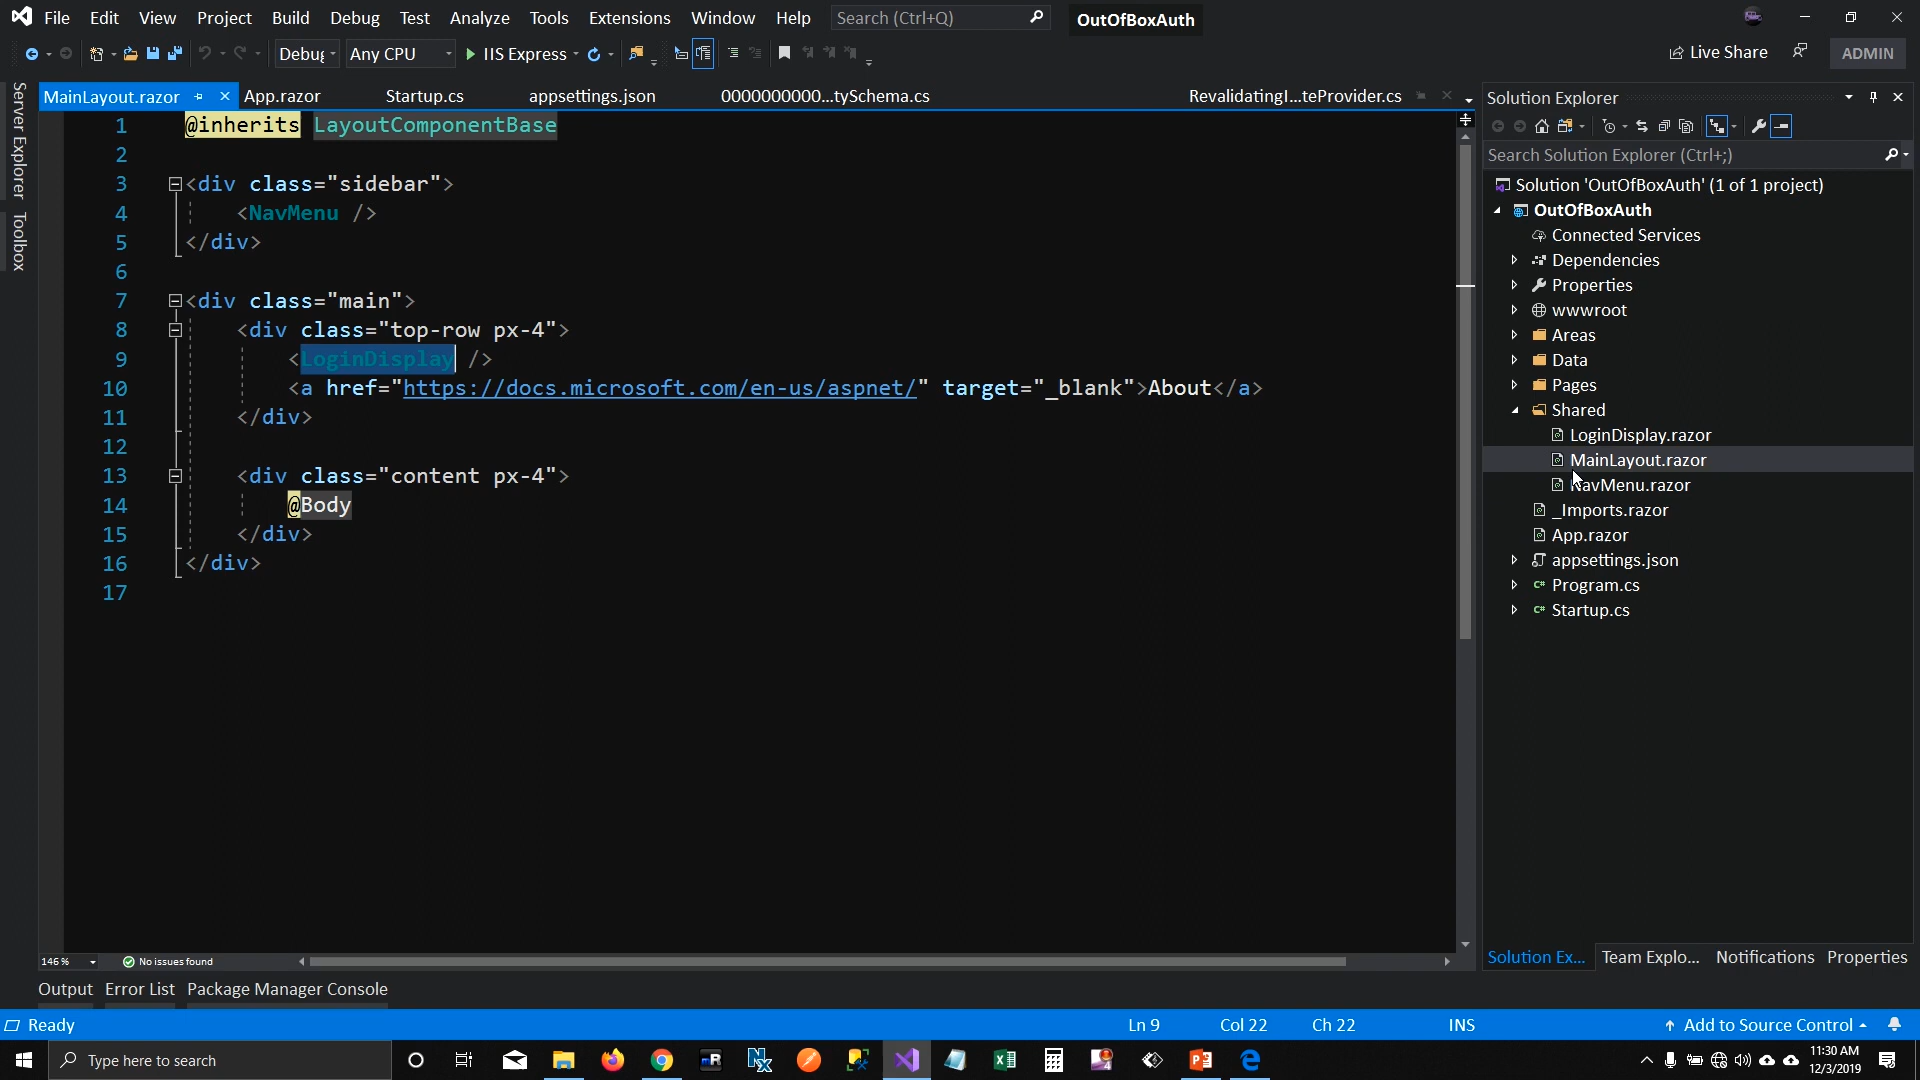 File Edit View Project Build Debug Test Analyze Tools Extensions Window Help Search (Ctrl+Q) OutOfBoxAuth
Debug Any CPU IIS Express Live Share ADMIN
Server Explorer
Toolbox
MainLayout.razor App.razor Startup.cs appsettings.json 0000000000...tySchema.cs RevalidatingI...teProvider.cs
1 @inherits LayoutComponentBase
2
3 <div class="sidebar">
4 <NavMenu />
5 </div>
6
7 <div class="main">
8 <div class="top-row px-4">
9 <LoginDisplay />
10 <a href="https://docs.microsoft.com/en-us/aspnet/" target="_blank">About</a>
11 </div>
12
13 <div class="content px-4">
14 @Body
15 </div>
16 </div>
17
146 % No issues found
Solution Explorer
Search Solution Explorer (Ctrl+;)
Solution 'OutOfBoxAuth' (1 of 1 project)
OutOfBoxAuth
Connected Services
Dependencies
Properties
wwwroot
Areas
Data
Pages
Shared
LoginDisplay.razor
MainLayout.razor
NavMenu.razor
_Imports.razor
App.razor
appsettings.json
C# Program.cs
C# Startup.cs
Solution Ex... Team Explo... Notifications Properties
Output Error List Package Manager Console
Ready Ln 9 Col 22 Ch 22 INS Add to Source Control
Type here to search
11:30 AM
12/3/2019